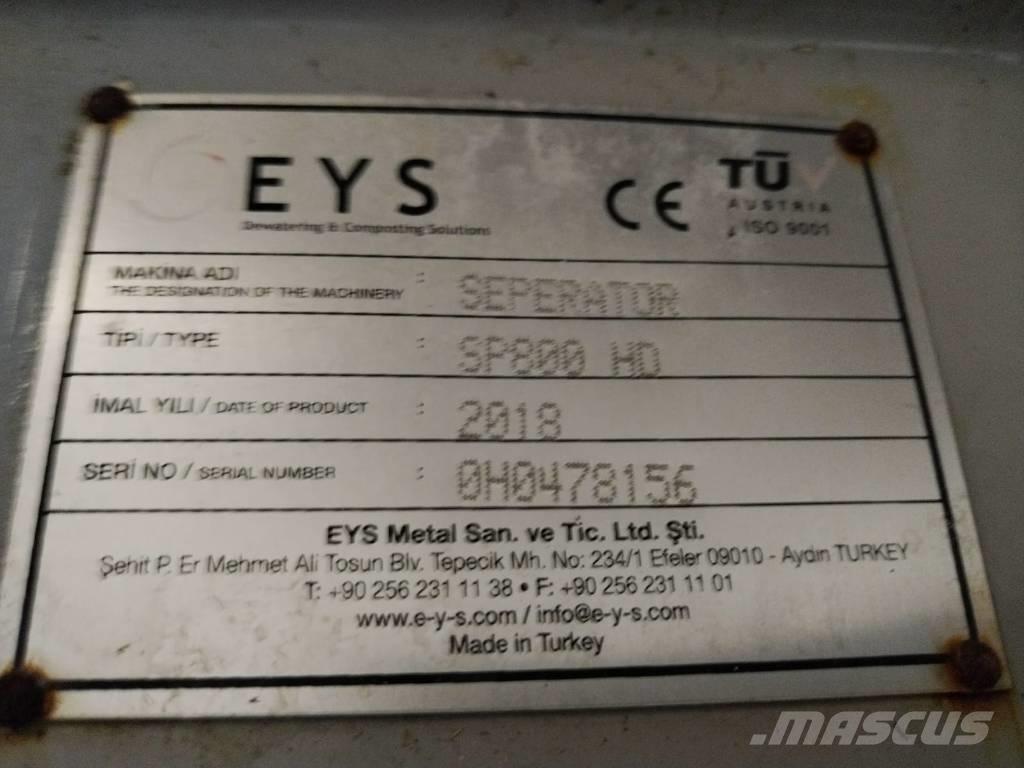 EYS
Dewatering & Composting Solutions
CE
TÜV
AUSTRIA
ISO 9001
MAKİNA ADI
THE DESIGNATION OF THE MACHINERY : SEPERATOR
TİPİ / TYPE : SP800 HD
İMAL YILI / DATE OF PRODUCT : 2018
SERİ NO / SERIAL NUMBER : 0H0478156
EYS Metal San. ve Tic. Ltd. Şti.
Şehit P. Er Mehmet Ali Tosun Blv. Tepecik Mh. No: 234/1 Efeler 09010 - Aydın TURKEY
T: +90 256 231 11 38 • F: +90 256 231 11 01
www.e-y-s.com / info@e-y-s.com
Made in Turkey
.MASCUS